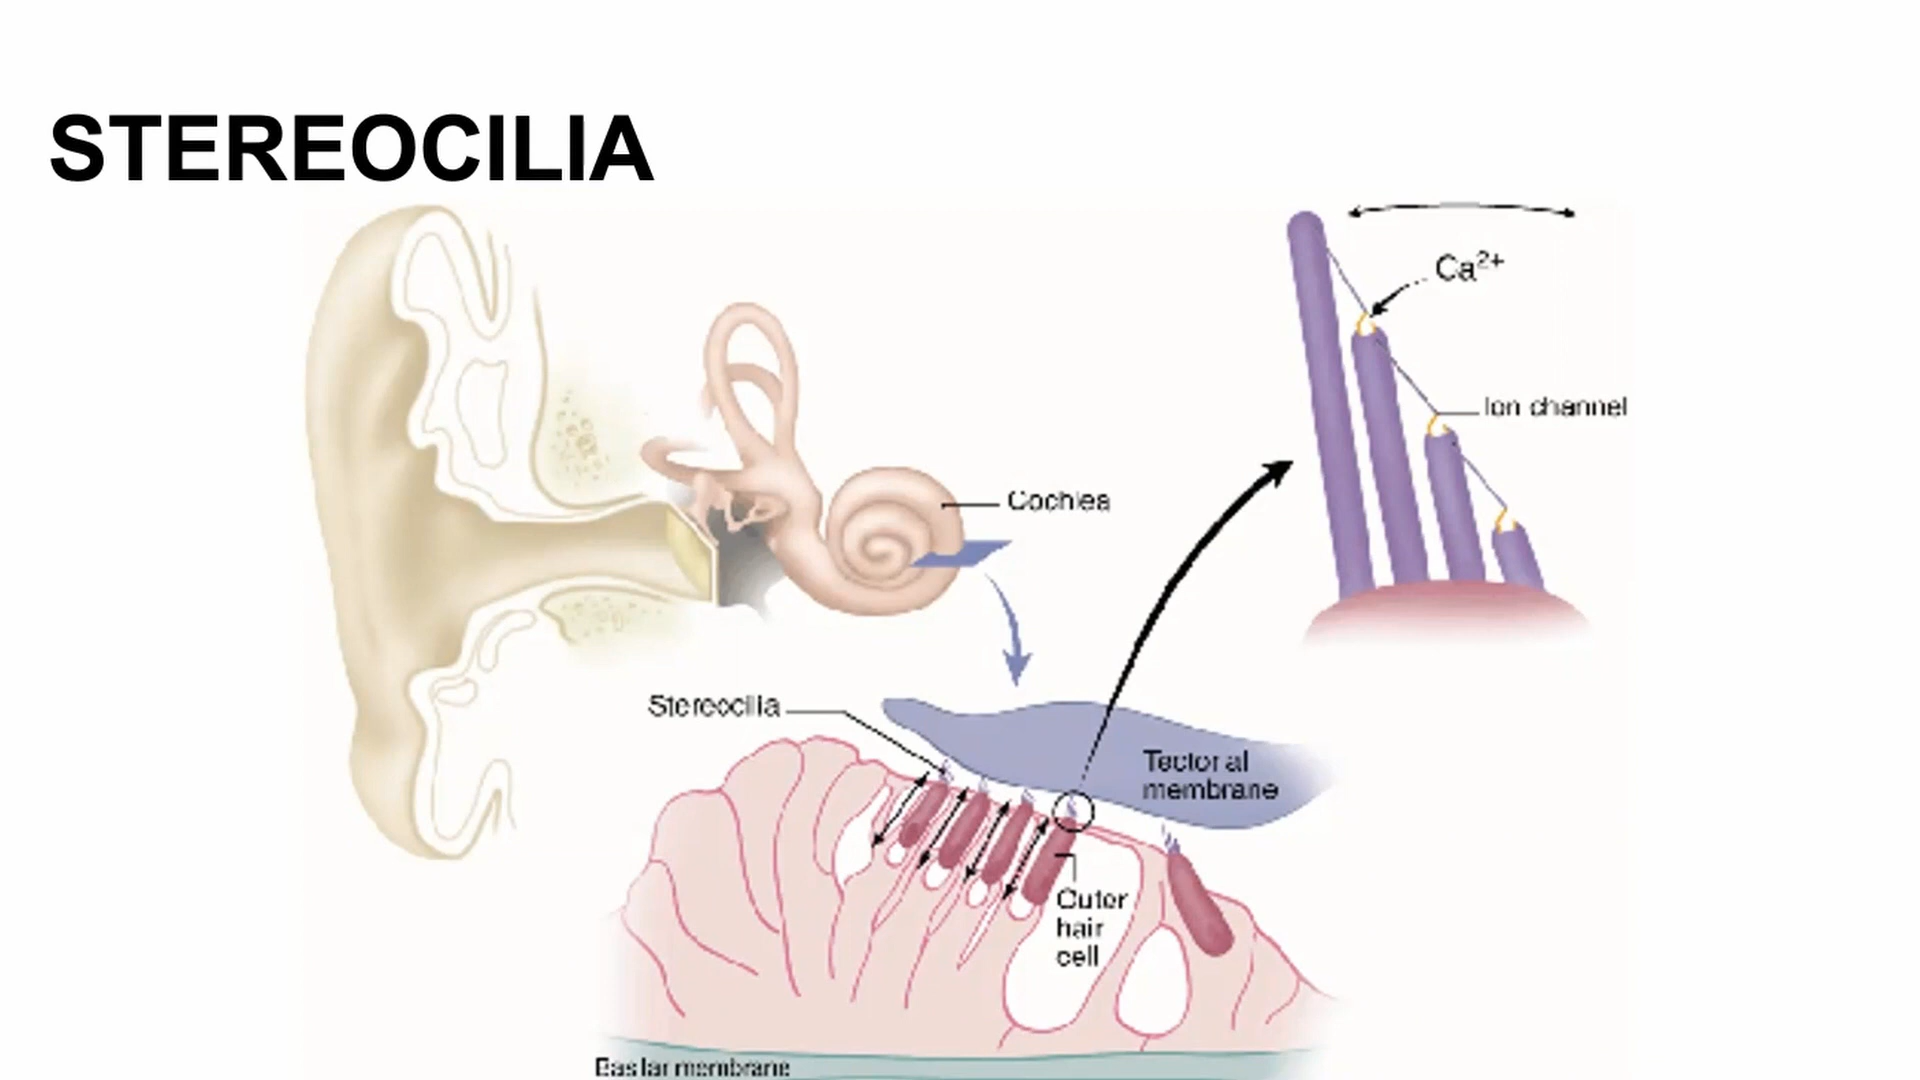 STEREOCILIA
Ca²⁺
Ion channel
Cochlea
Stereocilia
Tectorial
membrane
Outer
hair
cell
Basilar membrane